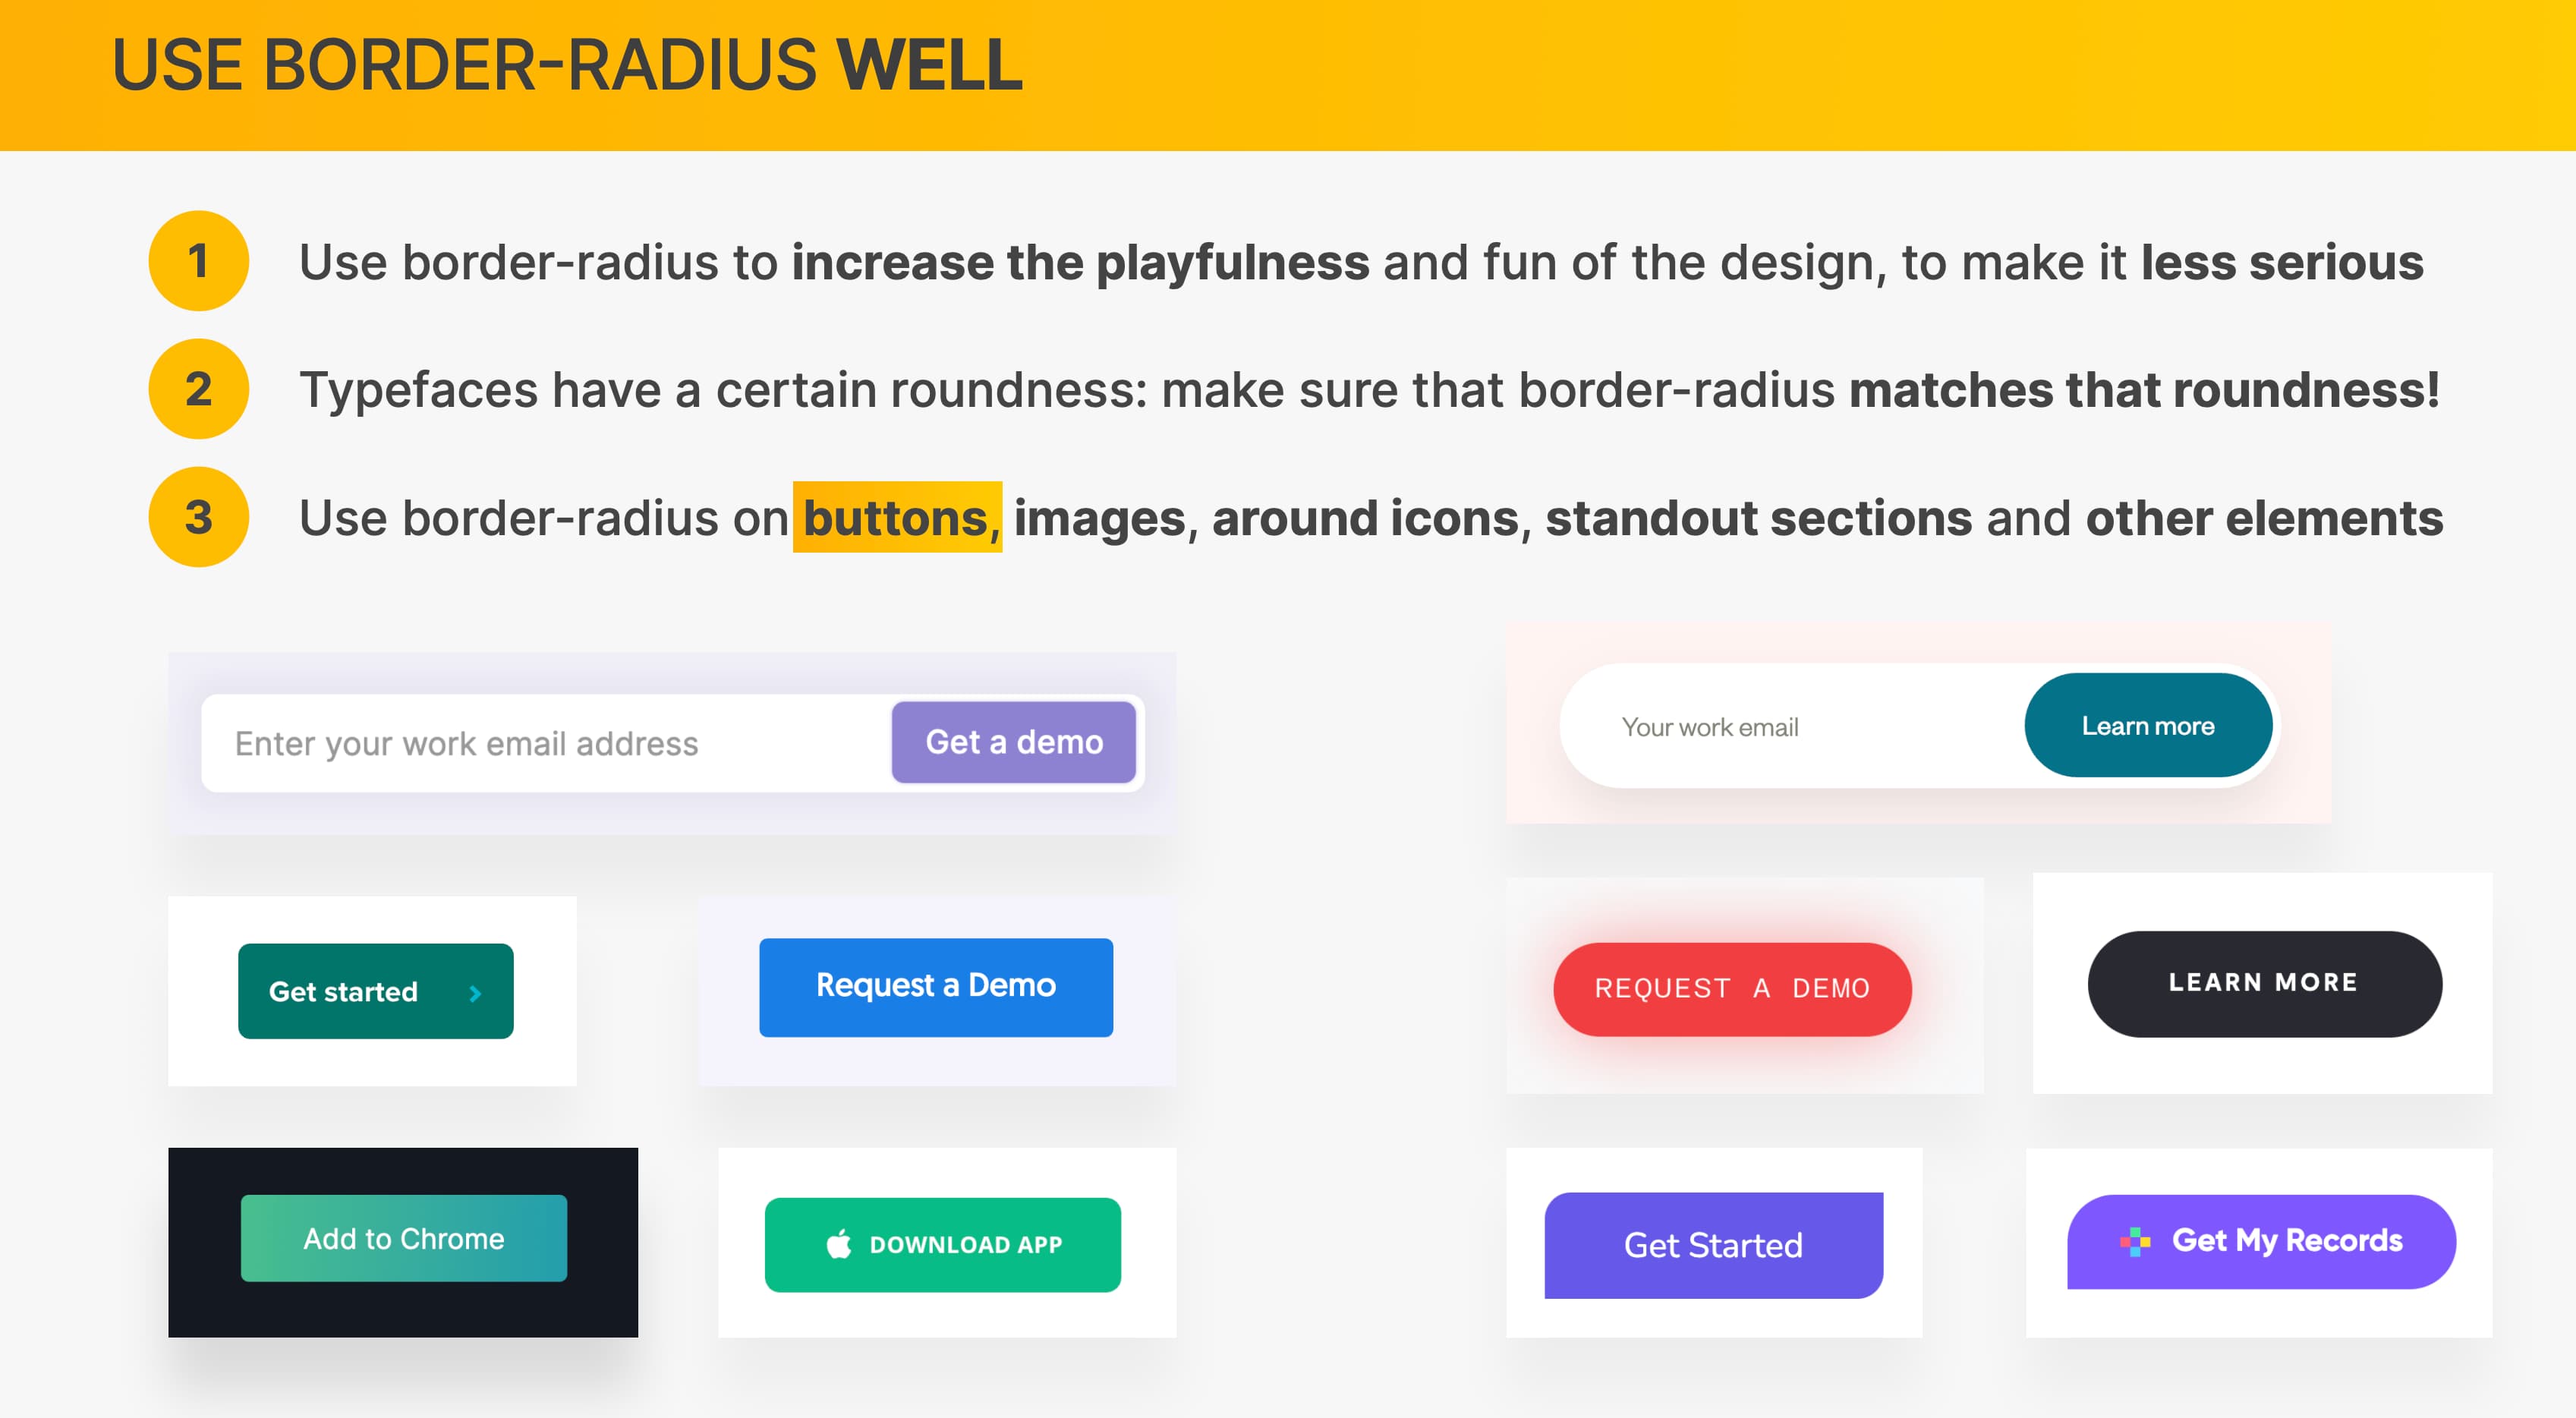 USE BORDER-RADIUS WELL
1 Use border-radius to increase the playfulness and fun of the design, to make it less serious
2 Typefaces have a certain roundness: make sure that border-radius matches that roundness!
3 Use border-radius on buttons, images, around icons, standout sections and other elements
Enter your work email address
Get a demo
Your work email
Learn more
Get started
Request a Demo
REQUEST A DEMO
LEARN MORE
Add to Chrome
DOWNLOAD APP
Get Started
Get My Records